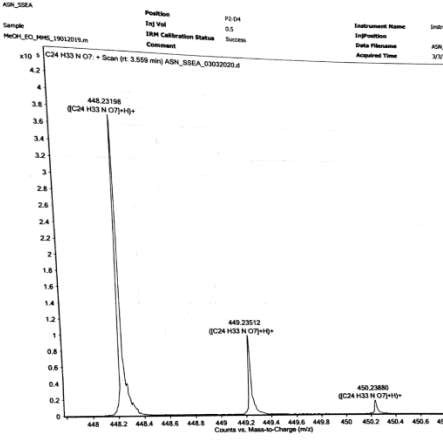 ASN_SSEA
Position P2-D4
Sample Inj Vol 0.5 Instrument Name
MeOH_EO_MMS_19012019.m IRM Calibration Status Success InjPosition
Comment Data Filename
Acquired Time
x10 5 C24 H33 N O7: + Scan (rt: 3.559 min) ASN_SSEA_03032020.d
4.2
4
3.8
3.6
3.4
3.2
3
2.8
2.6
2.4
2.2
2
1.8
1.6
1.4
1.2
1
0.8
0.6
0.4
0.2
0
448.23198
([C24 H33 N O7]+H)+
449.23512
([C24 H33 N O7]+H)+
450.23880
([C24 H33 N O7]+H)+
448 448.2 448.4 448.6 448.8 449 449.2 449.4 449.6 449.8 450 450.2 450.4 450.6
Counts vs. Mass-to-Charge (m/z)